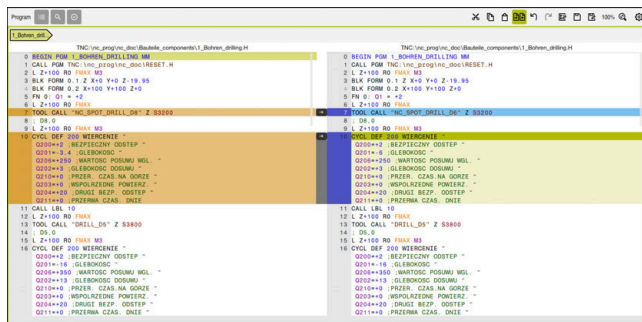 Program
100%
1_Bohren_drill...
TNC:\nc_prog\nc_doc\Bauteile_components\1_Bohren_drilling.H
0 BEGIN PGM 1_BOHREN_DRILLING MM
1 CALL PGM TNC:\nc_prog\nc_doc\RESET.H
2 L Z+100 R0 FMAX M3
3 BLK FORM 0.1 Z X+0 Y+0 Z-19.95
4 BLK FORM 0.2 X+100 Y+100 Z+0
5 FN 0: Q1 = +2
6 L Z+100 R0 FMAX
7 TOOL CALL "NC_SPOT_DRILL_D8" Z S3200
8 ; D8.0
9 L Z+100 R0 FMAX M3
10 CYCL DEF 200 WIERCENIE ~
Q200=+2 ;BEZPIECZNY ODSTEP ~
Q201=-3.4 ;GLEBOKOSC ~
Q206=+250 ;WARTOSC POSUWU WGL. ~
Q202=+3 ;GLEBOKOSC DOSUWU ~
Q210=+0 ;PRZER. CZAS.NA GORZE ~
Q203=+0 ;WSPOLRZEDNE POWIERZ. ~
Q204=+20 ;DRUGI BEZP. ODSTEP ~
Q211=+0 ;PRZERWA CZAS. DNIE
11 CALL LBL 10
12 L Z+100 R0 FMAX
13 TOOL CALL "DRILL_D5" Z S3800
14 ; D5.0
15 L Z+100 R0 FMAX M3
16 CYCL DEF 200 WIERCENIE ~
Q200=+2 ;BEZPIECZNY ODSTEP ~
Q201=-16 ;GLEBOKOSC ~
Q206=+350 ;WARTOSC POSUWU WGL. ~
Q202=+13 ;GLEBOKOSC DOSUWU ~
Q210=+0 ;PRZER. CZAS.NA GORZE ~
Q203=+0 ;WSPOLRZEDNE POWIERZ. ~
Q204=+20 ;DRUGI BEZP. ODSTEP ~
Q211=+0 ;PRZERWA CZAS. DNIE ~
TNC:\nc_prog\nc_doc\Bauteile_components\1_Bohren_drilling.H
0 BEGIN PGM 1_BOHREN_DRILLING MM
1 CALL PGM TNC:\nc_prog\nc_doc\RESET.H
2 L Z+100 R0 FMAX M3
3 BLK FORM 0.1 Z X+0 Y+0 Z-19.95
4 BLK FORM 0.2 X+100 Y+100 Z+0
5 FN 0: Q1 = +2
6 L Z+100 R0 FMAX
7 TOOL CALL "NC_SPOT_DRILL_D6" Z S3200
8 ; D8.0
9 L Z+100 R0 FMAX M3
10 CYCL DEF 200 WIERCENIE ~
Q200=+2 ;BEZPIECZNY ODSTEP ~
Q201=-6 ;GLEBOKOSC ~
Q206=+250 ;WARTOSC POSUWU WGL. ~
Q202=+3 ;GLEBOKOSC DOSUWU ~
Q210=+0 ;PRZER. CZAS.NA GORZE ~
Q203=+0 ;WSPOLRZEDNE POWIERZ. ~
Q204=+20 ;DRUGI BEZP. ODSTEP ~
Q211=+0 ;PRZERWA CZAS. DNIE
11 CALL LBL 10
12 L Z+100 R0 FMAX
13 TOOL CALL "DRILL_D5" Z S3800
14 ; D5.0
15 L Z+100 R0 FMAX M3
16 CYCL DEF 200 WIERCENIE ~
Q200=+2 ;BEZPIECZNY ODSTEP ~
Q201=-16 ;GLEBOKOSC ~
Q206=+350 ;WARTOSC POSUWU WGL. ~
Q202=+13 ;GLEBOKOSC DOSUWU ~
Q210=+0 ;PRZER. CZAS.NA GORZE ~
Q203=+0 ;WSPOLRZEDNE POWIERZ. ~
Q204=+20 ;DRUGI BEZP. ODSTEP ~
Q211=+0 ;PRZERWA CZAS. DNIE ~